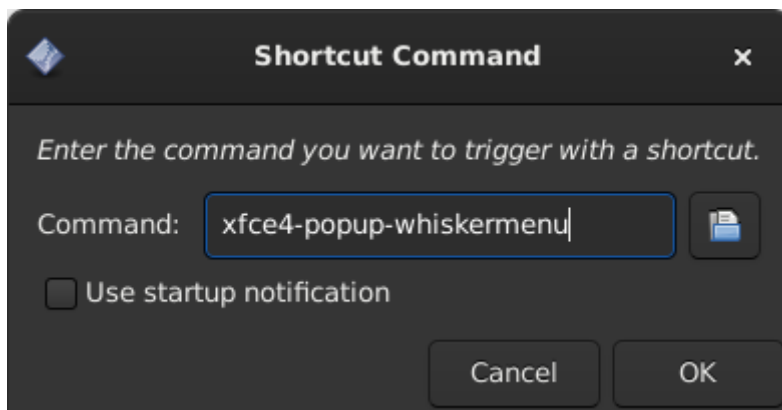 Shortcut Command
Enter the command you want to trigger with a shortcut.
Command: xfce4-popup-whiskermenu
Use startup notification
Cancel OK